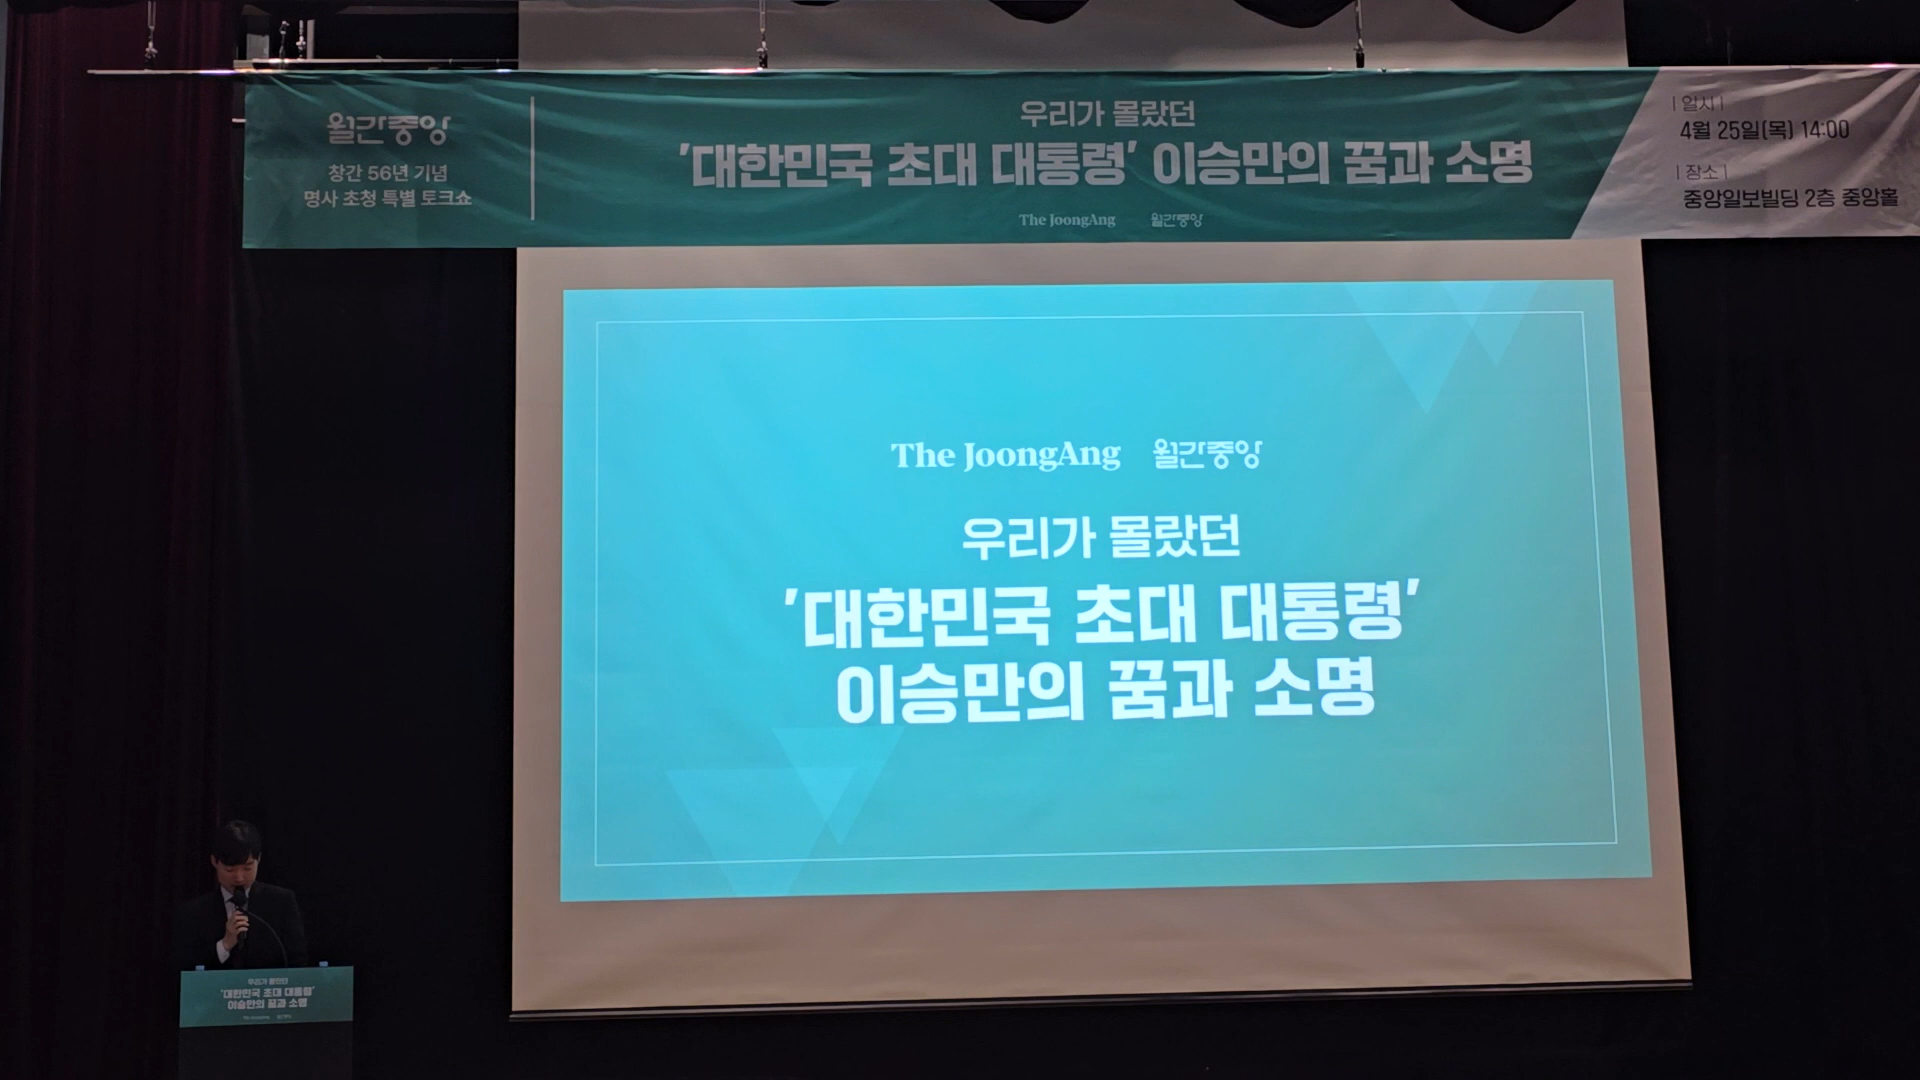 월간중앙
창간 56년 기념
명사 초청 특별 토크쇼
우리가 몰랐던
'대한민국 초대 대통령' 이승만의 꿈과 소명
The JoongAng 월간중앙
| 일시 |
4월 25일(목) 14:00
| 장소 |
중앙일보빌딩 2층 중앙홀
The JoongAng 월간중앙
우리가 몰랐던
'대한민국 초대 대통령'
이승만의 꿈과 소명
우리가 몰랐던
'대한민국 초대 대통령'
이승만의 꿈과 소명
The JoongAng 월간중앙